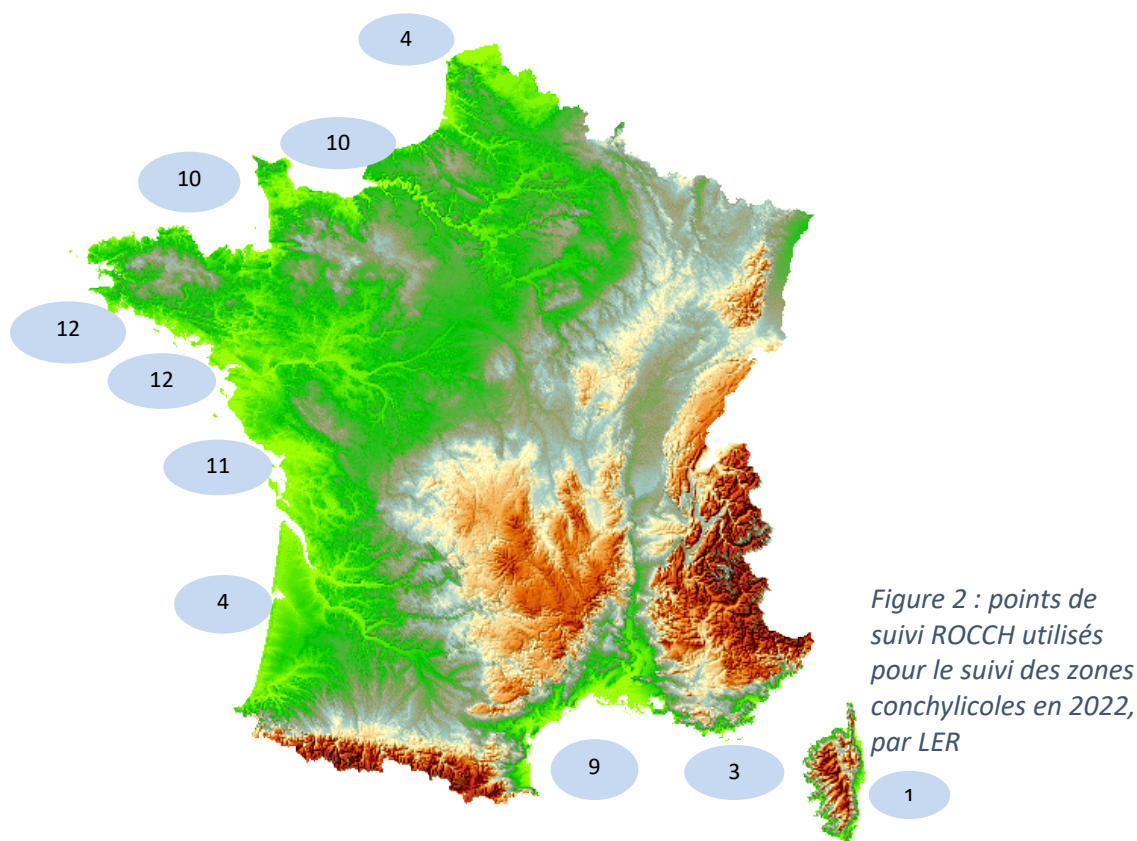 4
10
10
12
12
11
4
Figure 2 : points de
suivi ROCCH utilisés
pour le suivi des zones
conchylicoles en 2022,
par LER
9
3
1